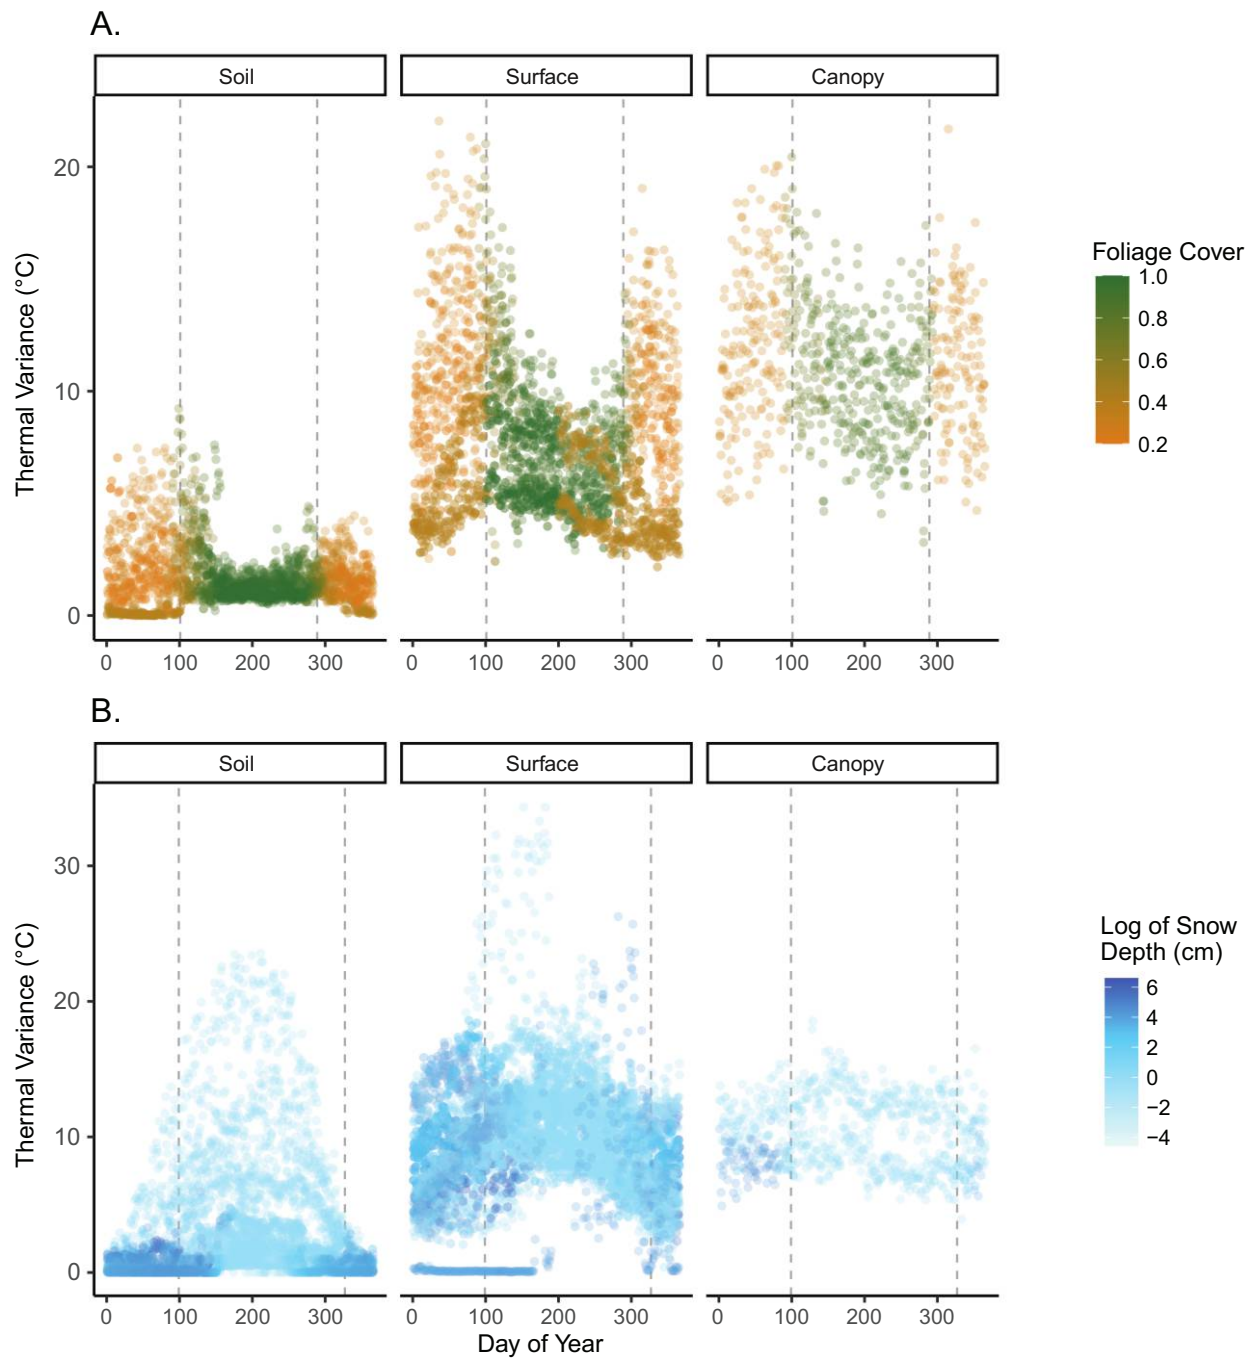 A.
Soil Surface Canopy
Thermal Variance (°C)
20
10
0
0 100 200 300 0 100 200 300 0 100 200 300
Foliage Cover
1.0
0.8
0.6
0.4
0.2
B.
Soil Surface Canopy
Thermal Variance (°C)
30
20
10
0
0 100 200 300 0 100 200 300 0 100 200 300
Day of Year
Log of Snow
Depth (cm)
6
4
2
0
−2
−4